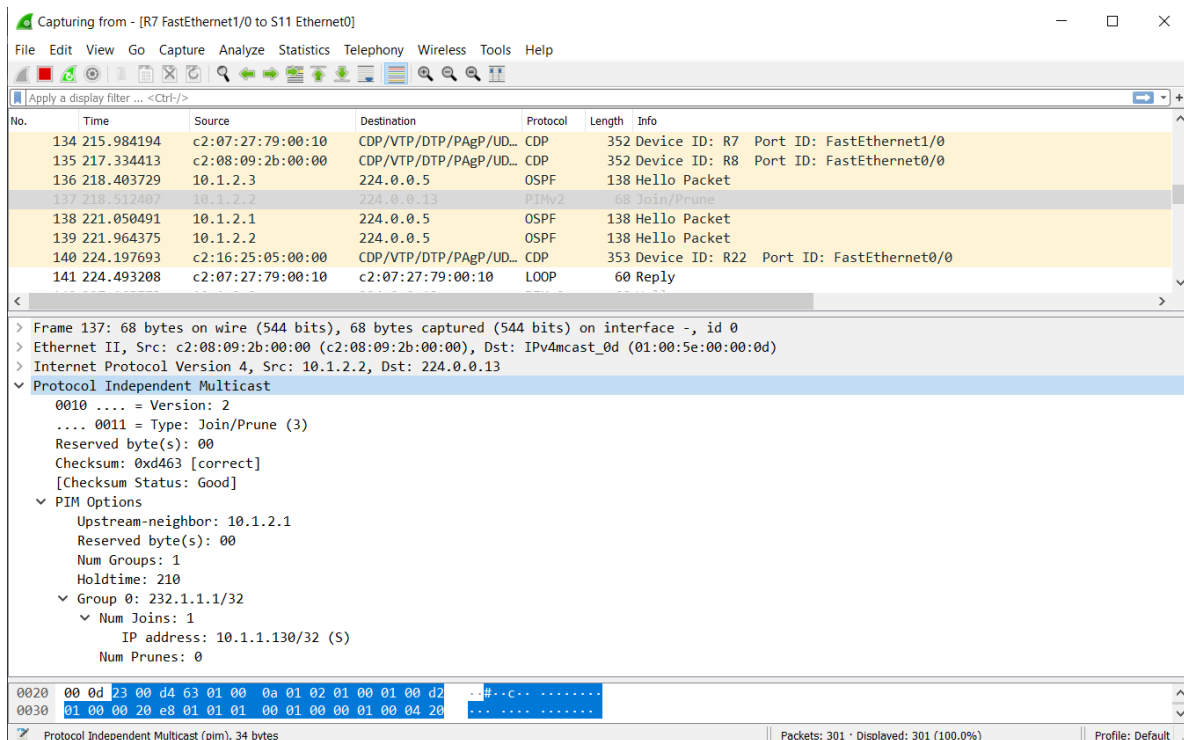 Capturing from - [R7 FastEthernet1/0 to S11 Ethernet0]
File Edit View Go Capture Analyze Statistics Telephony Wireless Tools Help
Apply a display filter ... <Ctrl-/>
No. Time Source Destination Protocol Length Info
134 215.984194 c2:07:27:79:00:10 CDP/VTP/DTP/PAgP/UD… CDP 352 Device ID: R7 Port ID: FastEthernet1/0
135 217.334413 c2:08:09:2b:00:00 CDP/VTP/DTP/PAgP/UD… CDP 352 Device ID: R8 Port ID: FastEthernet0/0
136 218.403729 10.1.2.3 224.0.0.5 OSPF 138 Hello Packet
137 218.512407 10.1.2.2 224.0.0.13 PIMv2 68 Join/Prune
138 221.050491 10.1.2.1 224.0.0.5 OSPF 138 Hello Packet
139 221.964375 10.1.2.2 224.0.0.5 OSPF 138 Hello Packet
140 224.197693 c2:16:25:05:00:00 CDP/VTP/DTP/PAgP/UD… CDP 353 Device ID: R22 Port ID: FastEthernet0/0
141 224.493208 c2:07:27:79:00:10 c2:07:27:79:00:10 LOOP 60 Reply
Frame 137: 68 bytes on wire (544 bits), 68 bytes captured (544 bits) on interface -, id 0
Ethernet II, Src: c2:08:09:2b:00:00 (c2:08:09:2b:00:00), Dst: IPv4mcast_0d (01:00:5e:00:00:0d)
Internet Protocol Version 4, Src: 10.1.2.2, Dst: 224.0.0.13
Protocol Independent Multicast
0010 .... = Version: 2
.... 0011 = Type: Join/Prune (3)
Reserved byte(s): 00
Checksum: 0xd463 [correct]
[Checksum Status: Good]
PIM Options
Upstream-neighbor: 10.1.2.1
Reserved byte(s): 00
Num Groups: 1
Holdtime: 210
Group 0: 232.1.1.1/32
Num Joins: 1
IP address: 10.1.1.130/32 (S)
Num Prunes: 0
0020 00 0d 23 00 d4 63 01 00 0a 01 02 01 00 01 00 d2 ··#··c·· ········
0030 01 00 00 20 e8 01 01 01 00 01 00 00 01 00 04 20 ··· ···· ·······
Protocol Independent Multicast (pim), 34 bytes Packets: 301 · Displayed: 301 (100.0%) Profile: Default